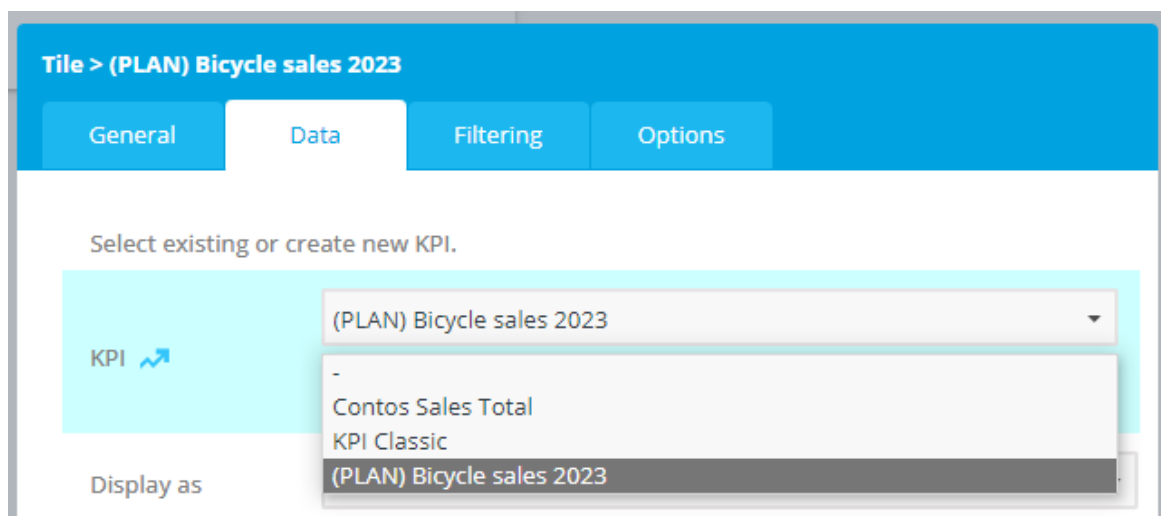 Tile > (PLAN) Bicycle sales 2023
General Data Filtering Options
Select existing or create new KPI.
(PLAN) Bicycle sales 2023
KPI
-
Contos Sales Total
KPI Classic
(PLAN) Bicycle sales 2023
Display as